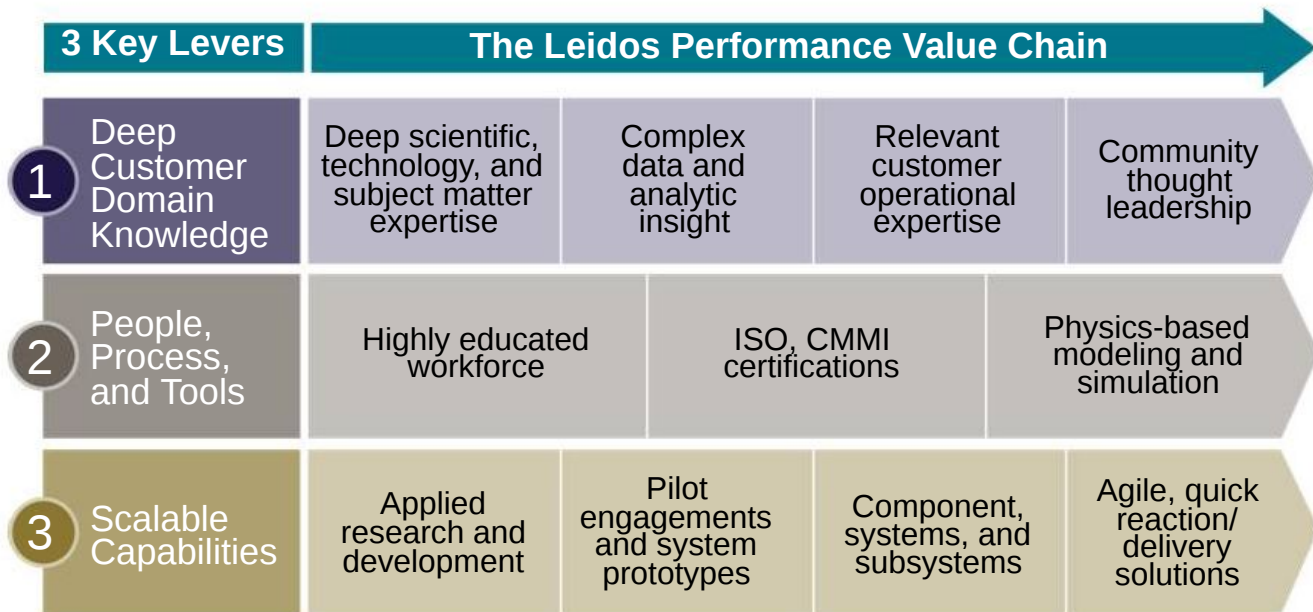 3 Key Levers
The Leidos Performance Value Chain
1
Deep
Customer
Domain
Knowledge
Deep scientific,
technology, and
subject matter
expertise
Complex
data and
analytic
insight
Relevant
customer
operational
expertise
Community
thought
leadership
2
People,
Process,
and Tools
Highly educated
workforce
ISO, CMMI
certifications
Physics-based
modeling and
simulation
3
Scalable
Capabilities
Applied
research and
development
Pilot
engagements
and system
prototypes
Component,
systems, and
subsystems
Agile, quick
reaction/
delivery
solutions